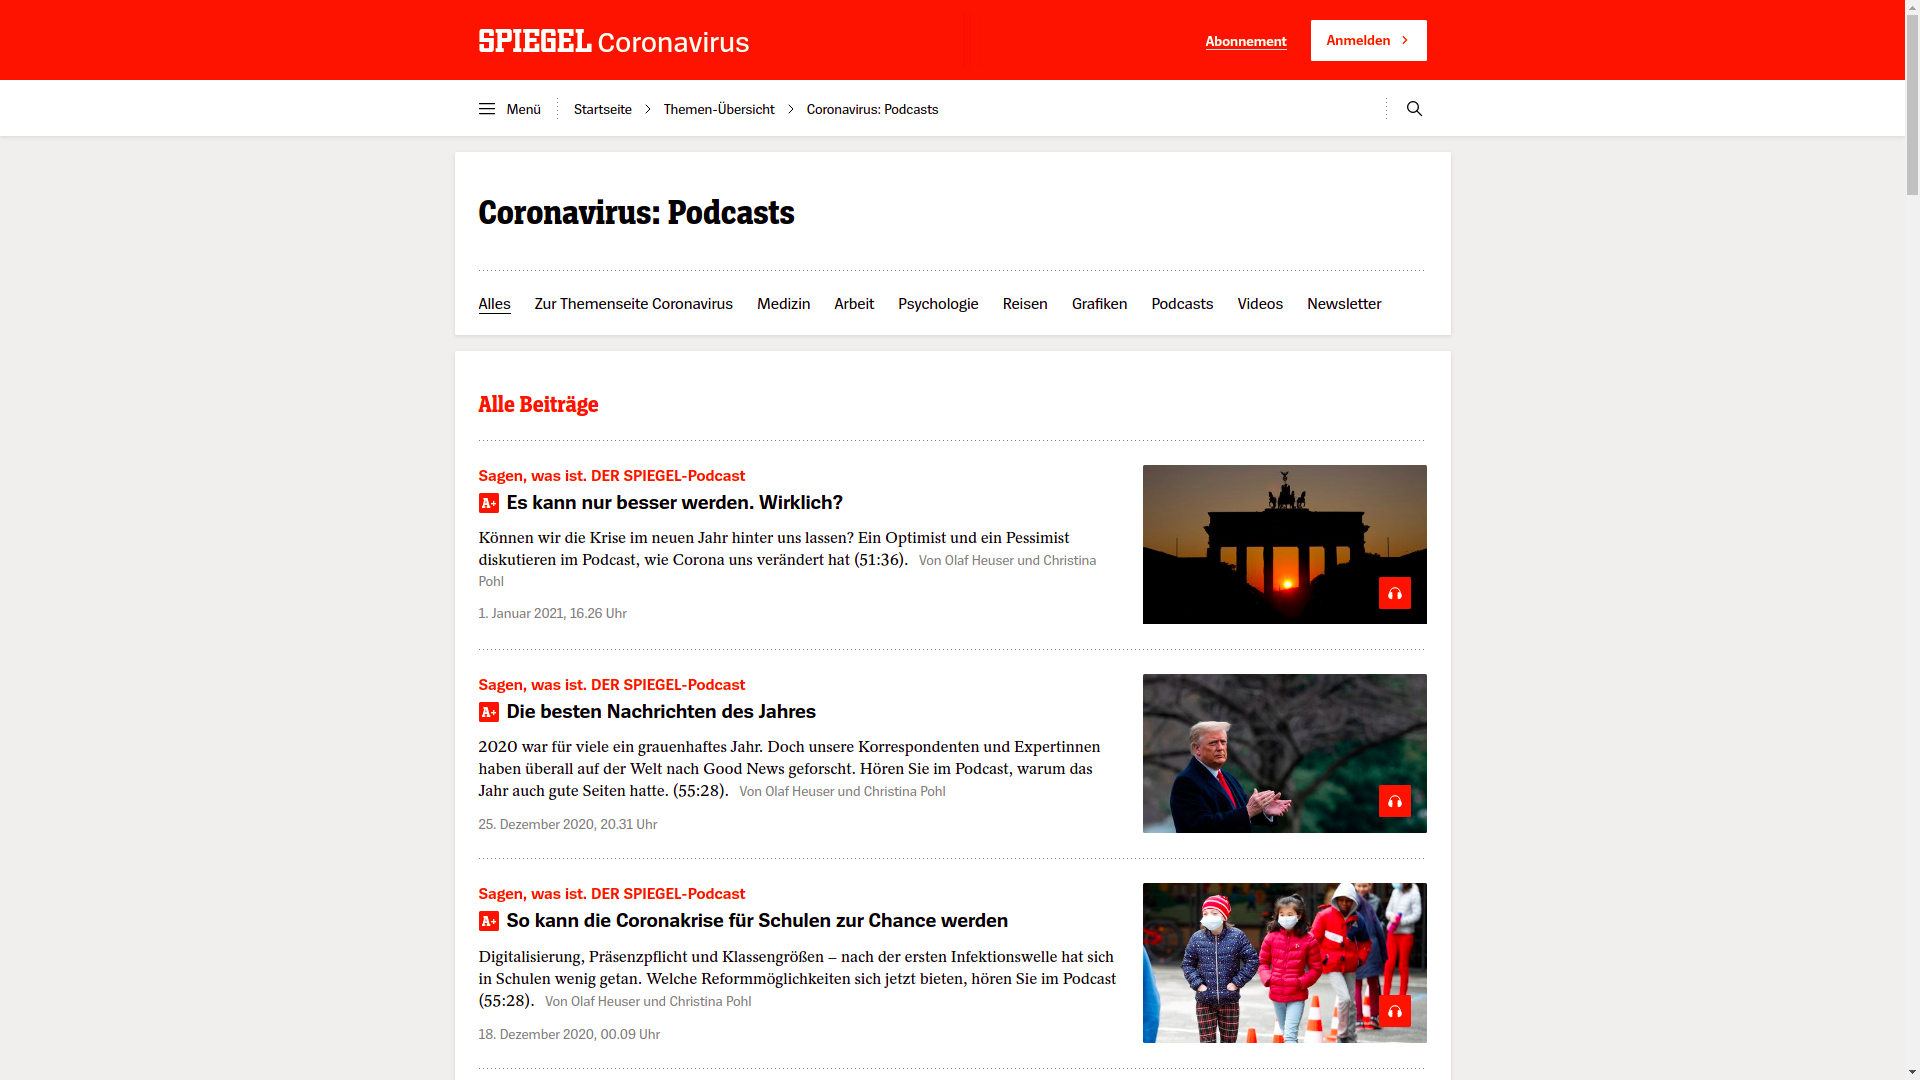 SPIEGEL Coronavirus
Abonnement
Anmelden
Menü
Startseite
Themen-Übersicht
Coronavirus: Podcasts
Coronavirus: Podcasts
Alles
Zur Themenseite Coronavirus
Medizin
Arbeit
Psychologie
Reisen
Grafiken
Podcasts
Videos
Newsletter
Alle Beiträge
Sagen, was ist. DER SPIEGEL-Podcast
A+ Es kann nur besser werden. Wirklich?
Können wir die Krise im neuen Jahr hinter uns lassen? Ein Optimist und ein Pessimist
diskutieren im Podcast, wie Corona uns verändert hat (51:36). Von Olaf Heuser und Christina
Pohl
1. Januar 2021, 16.26 Uhr
Sagen, was ist. DER SPIEGEL-Podcast
A+ Die besten Nachrichten des Jahres
2020 war für viele ein grauenhaftes Jahr. Doch unsere Korrespondenten und Expertinnen
haben überall auf der Welt nach Good News geforscht. Hören Sie im Podcast, warum das
Jahr auch gute Seiten hatte. (55:28). Von Olaf Heuser und Christina Pohl
25. Dezember 2020, 20.31 Uhr
Sagen, was ist. DER SPIEGEL-Podcast
A+ So kann die Coronakrise für Schulen zur Chance werden
Digitalisierung, Präsenzpflicht und Klassengrößen – nach der ersten Infektionswelle hat sich
in Schulen wenig getan. Welche Reformmöglichkeiten sich jetzt bieten, hören Sie im Podcast
(55:28). Von Olaf Heuser und Christina Pohl
18. Dezember 2020, 00.09 Uhr